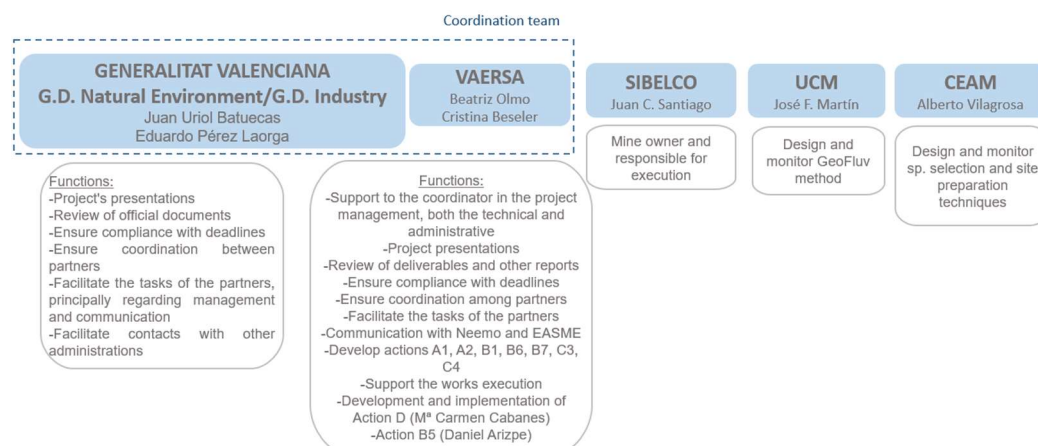 Coordination team
GENERALITAT VALENCIANA
G.D. Natural Environment/G.D. Industry
Juan Uriol Batuecas
Eduardo Pérez Laorga
VAERSA
Beatriz Olmo
Cristina Beseler
SIBELCO
Juan C. Santiago
UCM
José F. Martín
CEAM
Alberto Vilagrosa
Mine owner and
responsible for
execution
Design and
monitor GeoFluv
method
Design and monitor
sp. selection and site
preparation
techniques
Functions:
-Project's presentations
-Review of official documents
-Ensure compliance with deadlines
-Ensure coordination between
partners
-Facilitate the tasks of the partners,
principally regarding management
and communication
-Facilitate contacts with other
administrations
Functions:
-Support to the coordinator in the project
management, both the technical and
administrative
-Project presentations
-Review of deliverables and other reports
-Ensure compliance with deadlines
-Ensure coordination among partners
-Facilitate the tasks of the partners
-Communication with Neemo and EASME
-Develop actions A1, A2, B1, B6, B7, C3,
C4
-Support the works execution
-Development and implementation of
Action D (Mª Carmen Cabanes)
-Action B5 (Daniel Arizpe)